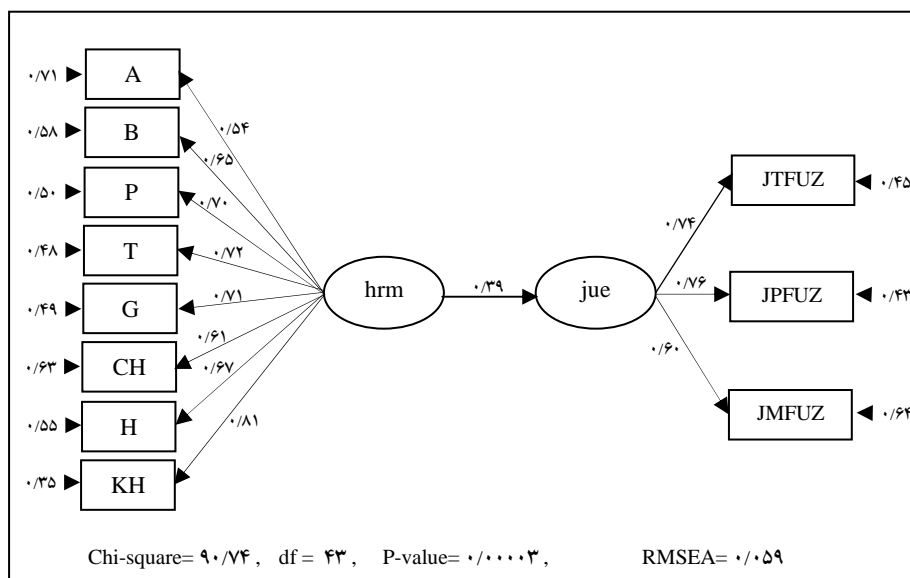 ۰/۷۱ A
۰/۵۴
۰/۵۸ B
۰/۶۵
۰/۵۰ P
۰/۷۰
۰/۴۸ T
۰/۷۲
۰/۴۹ G
۰/۷۱
۰/۶۳ CH
۰/۶۱
۰/۶۷
۰/۵۵ H
۰/۸۱
۰/۳۵ KH
hrm
۰/۳۹
jue
۰/۷۴
JTFUZ ۰/۴۵
۰/۷۶
JPFUZ ۰/۴۳
۰/۶۰
JMFUZ ۰/۶۴
Chi-square= ۹۰/۷۴ , df = ۴۳ , P-value= ۰/۰۰۰۰۳ , RMSEA= ۰/۰۵۹